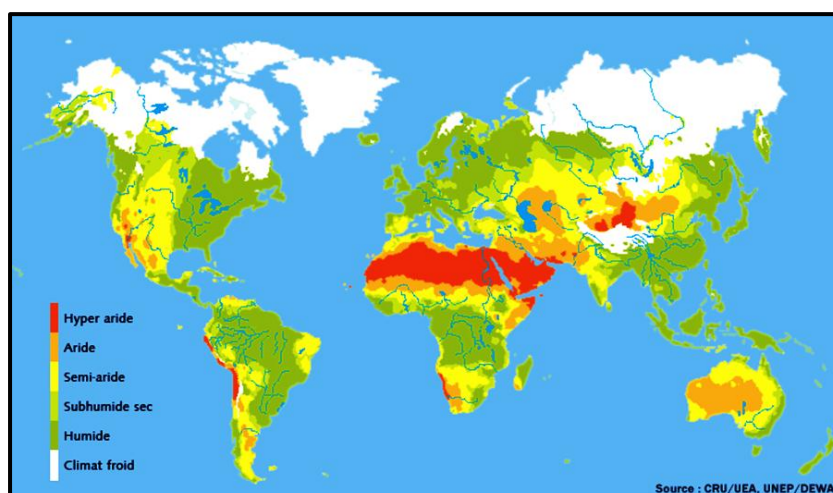 Hyper aride
Aride
Semi-aride
Subhumide sec
Humide
Climat froid
Source : CRU/UEA, UNEP/DEWA